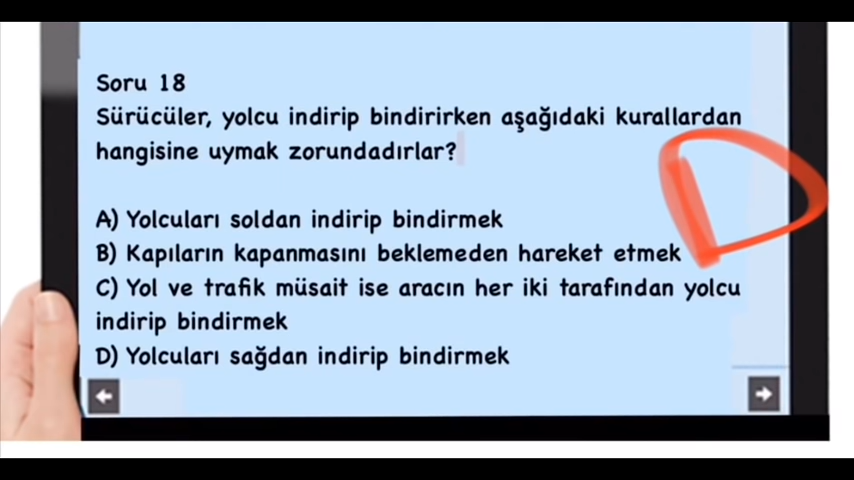 Soru 18
Sürücüler, yolcu indirip bindirirken aşağıdaki kurallardan
hangisine uymak zorundadırlar?
A) Yolcuları soldan indirip bindirmek
B) Kapıların kapanmasını beklemeden hareket etmek
C) Yol ve trafik müsait ise aracın her iki tarafından yolcu
indirip bindirmek
D) Yolcuları sağdan indirip bindirmek
D